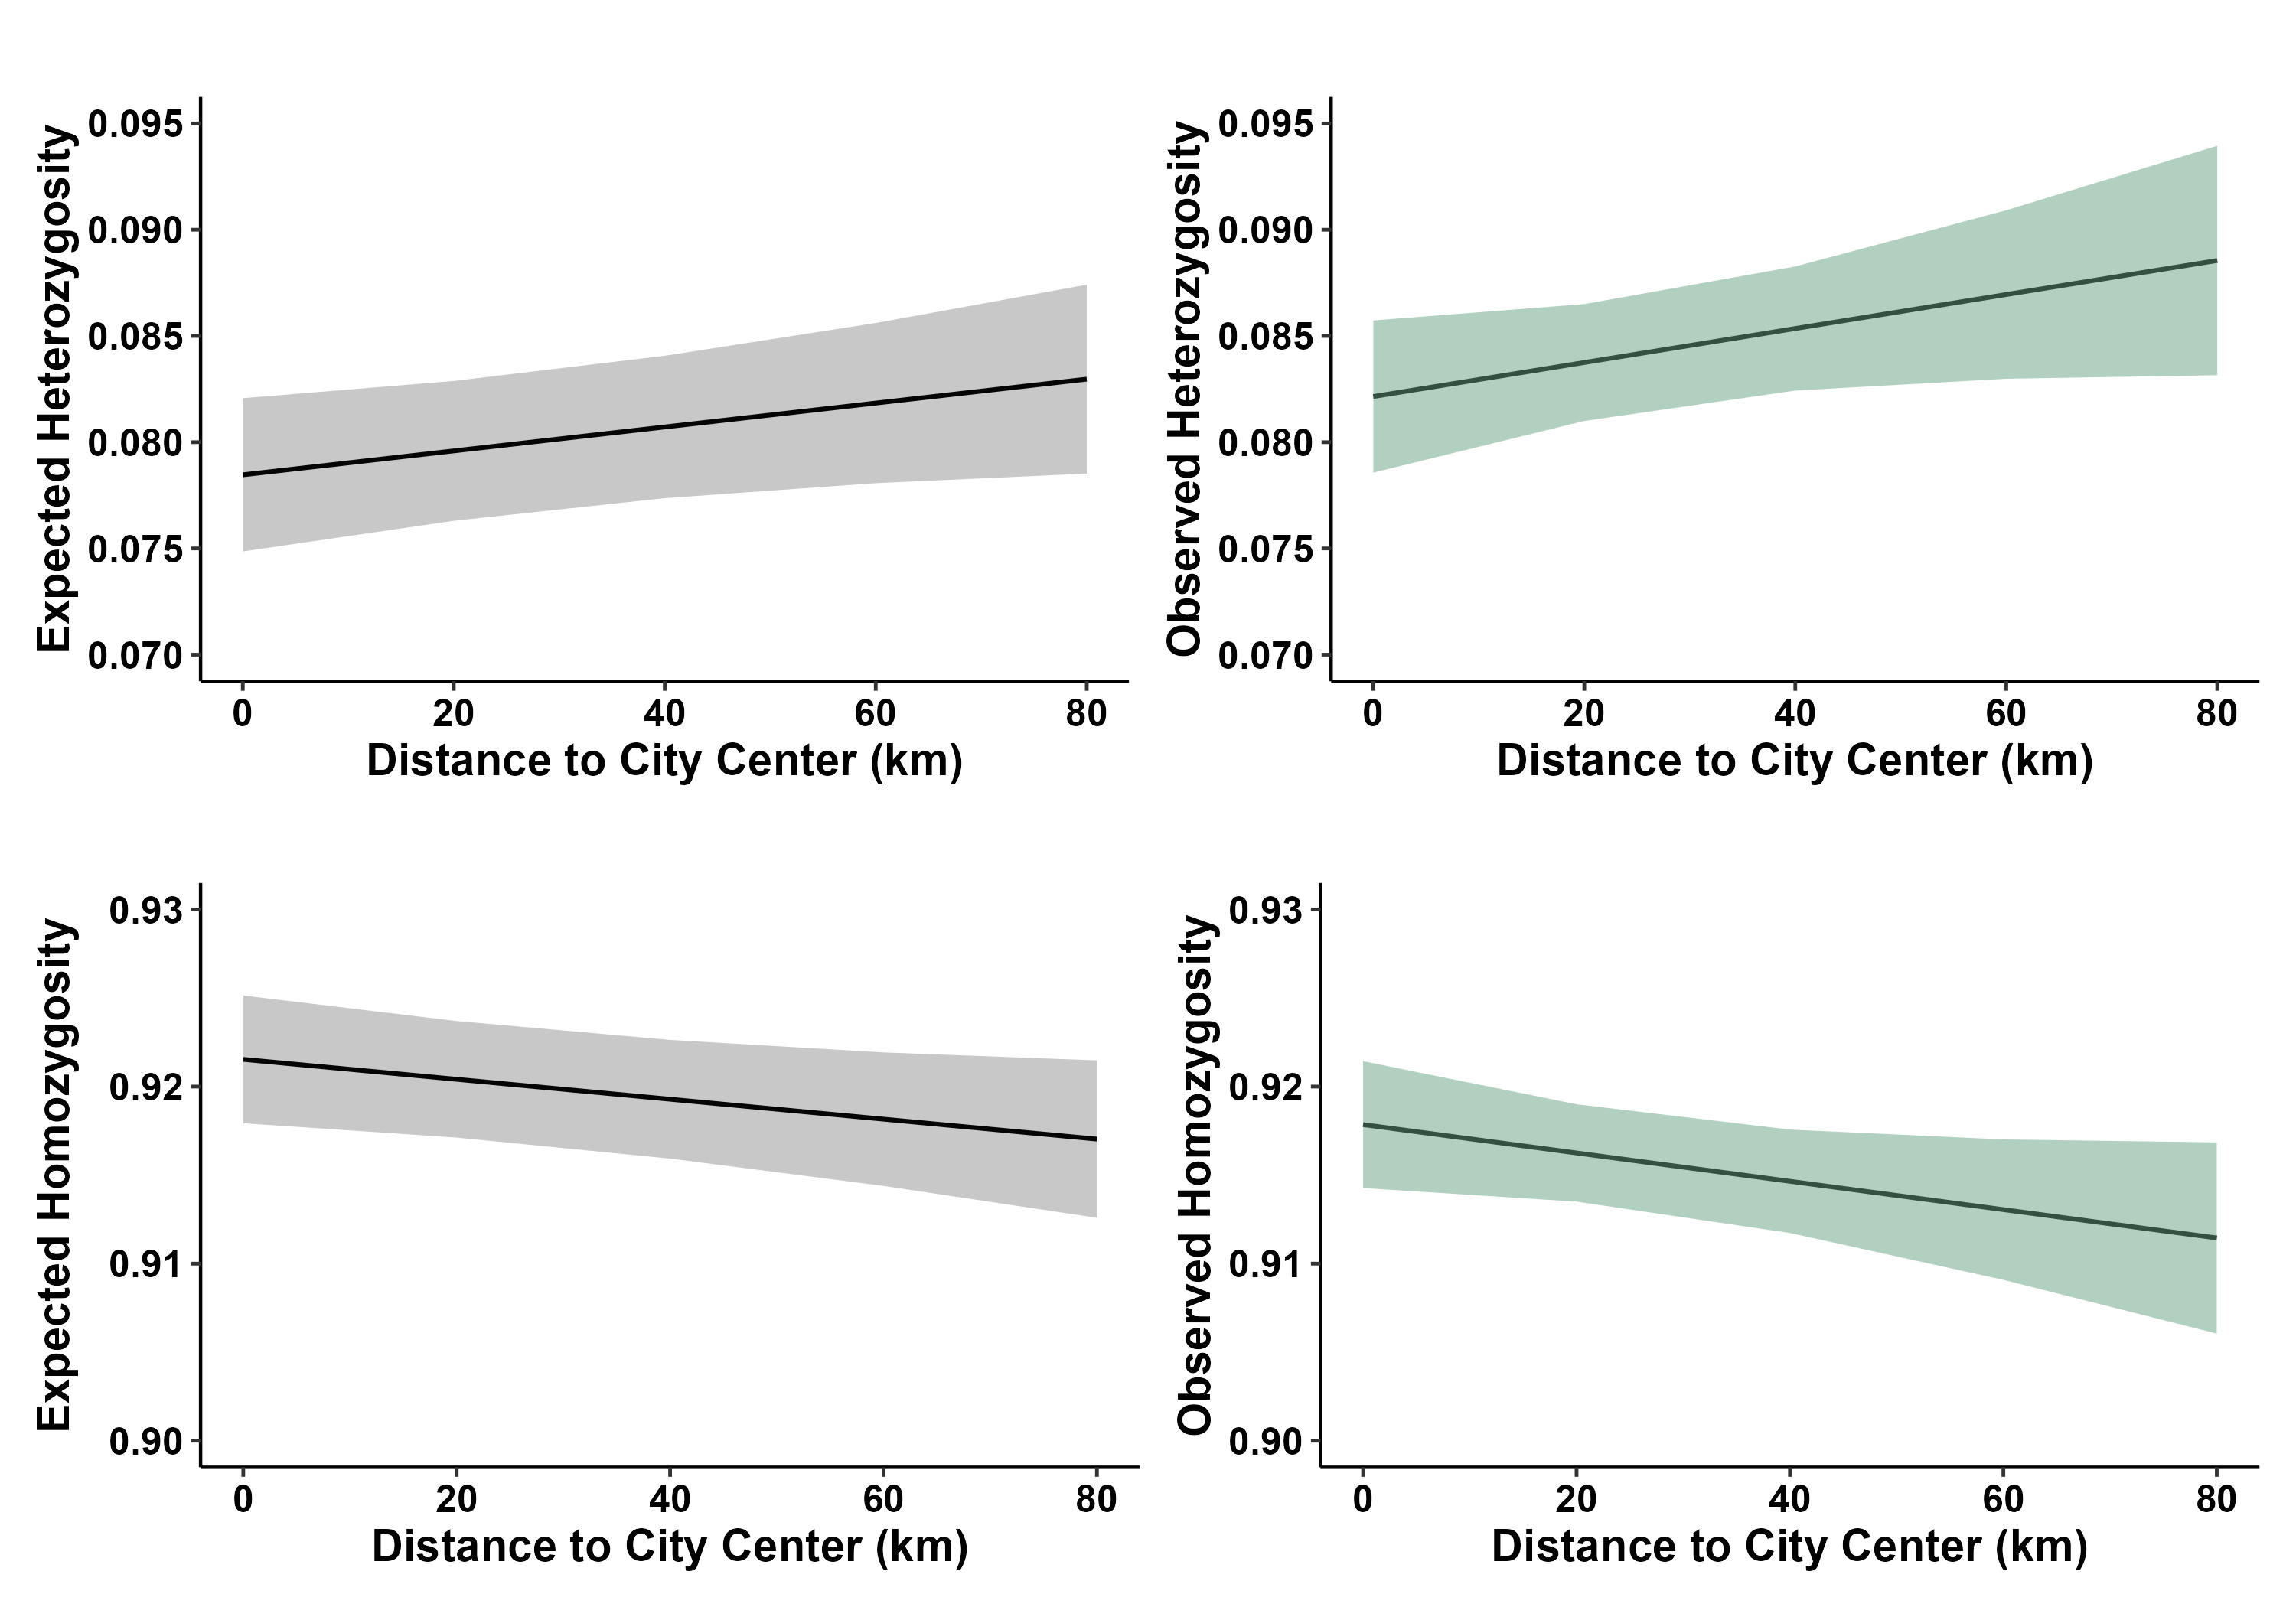 Expected Heterozygosity
0.095
0.090
0.085
0.080
0.075
0.070
0 20 40 60 80
Distance to City Center (km)
Observed Heterozygosity
0.095
0.090
0.085
0.080
0.075
0.070
0 20 40 60 80
Distance to City Center (km)
Expected Homozygosity
0.93
0.92
0.91
0.90
0 20 40 60 80
Distance to City Center (km)
Observed Homozygosity
0.93
0.92
0.91
0.90
0 20 40 60 80
Distance to City Center (km)